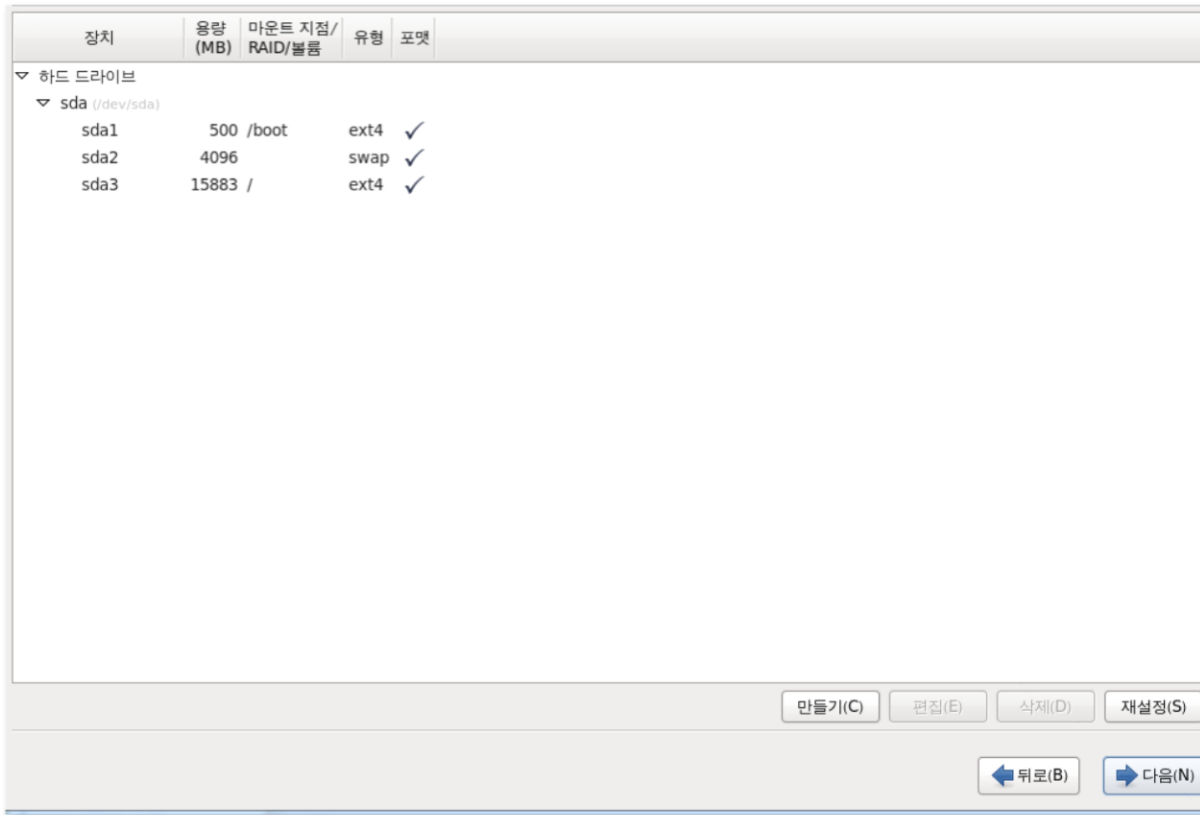 장치 용량 (MB) 마운트 지점/ RAID/볼륨 유형 포맷
하드 드라이브
sda (/dev/sda)
sda1 500 /boot ext4
sda2 4096 swap
sda3 15883 / ext4
만들기(C) 편집(E) 삭제(D) 재설정(S)
뒤로(B) 다음(N)